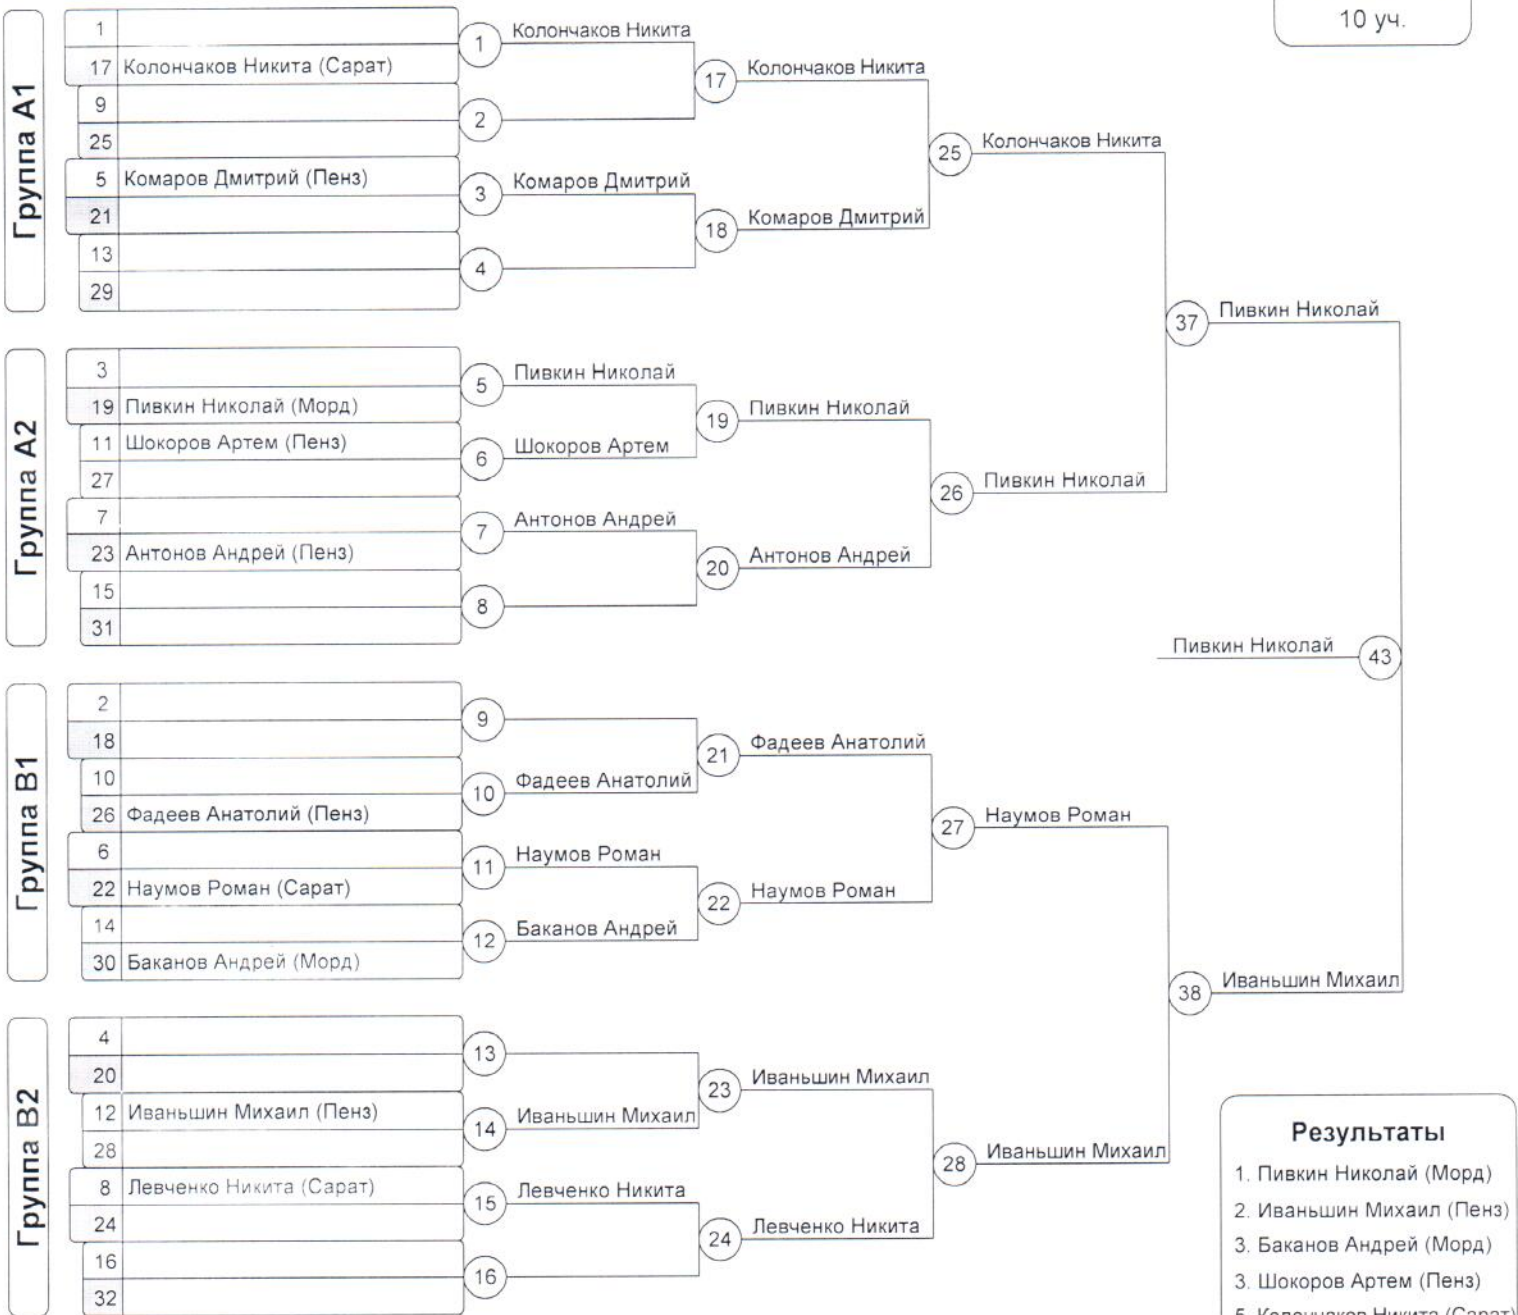 10 уч.
Группа А1
1
17 Колончаков Никита (Сарат)
9
25
5 Комаров Дмитрий (Пенз)
21
13
29
1 Колончаков Никита
2
3 Комаров Дмитрий
4
17 Колончаков Никита
18 Комаров Дмитрий
25 Колончаков Никита
Группа А2
3
19 Пивкин Николай (Морд)
11 Шокоров Артем (Пенз)
27
7
23 Антонов Андрей (Пенз)
15
31
5 Пивкин Николай
6 Шокоров Артем
7 Антонов Андрей
8
19 Пивкин Николай
20 Антонов Андрей
26 Пивкин Николай
37 Пивкин Николай
Группа В1
2
18
10
26 Фадеев Анатолий (Пенз)
6
22 Наумов Роман (Сарат)
14
30 Баканов Андрей (Морд)
9
10 Фадеев Анатолий
11 Наумов Роман
12 Баканов Андрей
21 Фадеев Анатолий
22 Наумов Роман
27 Наумов Роман
Группа В2
4
20
12 Иваньшин Михаил (Пенз)
28
8 Левченко Никита (Сарат)
24
16
32
13
14 Иваньшин Михаил
15 Левченко Никита
16
23 Иваньшин Михаил
24 Левченко Никита
28 Иваньшин Михаил
38 Иваньшин Михаил
Пивкин Николай 43
Результаты
1. Пивкин Николай (Морд)
2. Иваньшин Михаил (Пенз)
3. Баканов Андрей (Морд)
3. Шокоров Артем (Пенз)
5. Колончаков Никита (Сарат)